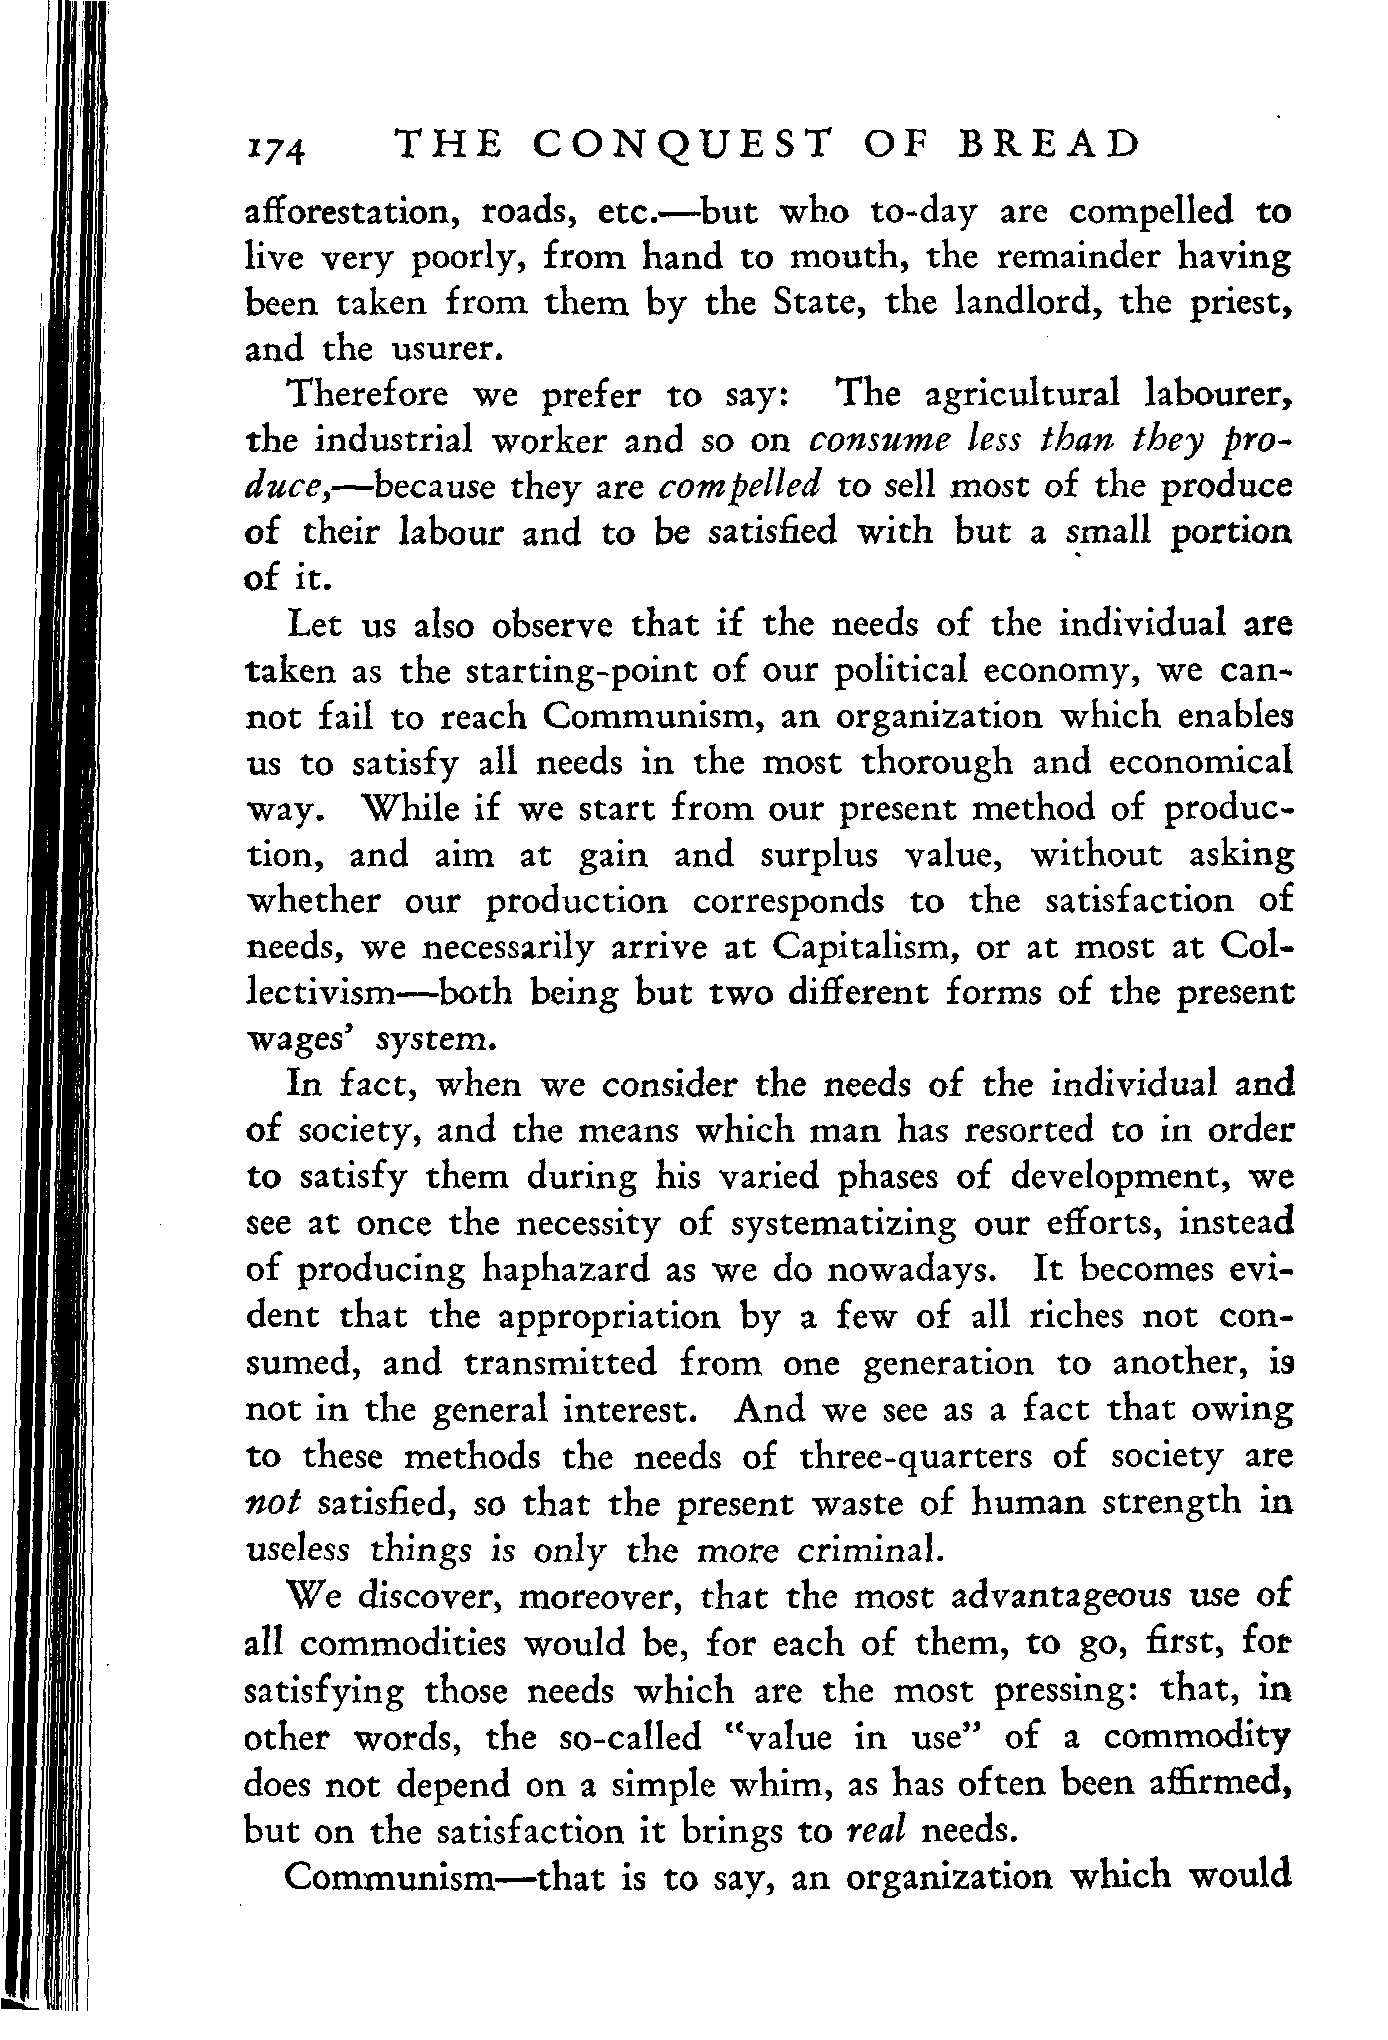 174 THE CONQUEST OF BREAD
afforestation, roads, etc.—but who to-day are compelled to
live very poorly, from hand to mouth, the remainder having
been taken from them by the State, the landlord, the priest,
and the usurer.
Therefore we prefer to say: The agricultural labourer,
the industrial worker and so on consume less than they pro-
duce,—because they are compelled to sell most of the produce
of their labour and to be satisfied with but a small portion
of it.
Let us also observe that if the needs of the individual are
taken as the starting-point of our political economy, we can-
not fail to reach Communism, an organization which enables
us to satisfy all needs in the most thorough and economical
way. While if we start from our present method of produc-
tion, and aim at gain and surplus value, without asking
whether our production corresponds to the satisfaction of
needs, we necessarily arrive at Capitalism, or at most at Col-
lectivism—both being but two different forms of the present
wages' system.
In fact, when we consider the needs of the individual and
of society, and the means which man has resorted to in order
to satisfy them during his varied phases of development, we
see at once the necessity of systematizing our efforts, instead
of producing haphazard as we do nowadays. It becomes evi-
dent that the appropriation by a few of all riches not con-
sumed, and transmitted from one generation to another, is
not in the general interest. And we see as a fact that owing
to these methods the needs of three-quarters of society are
not satisfied, so that the present waste of human strength in
useless things is only the more criminal.
We discover, moreover, that the most advantageous use of
all commodities would be, for each of them, to go, first, for
satisfying those needs which are the most pressing: that, in
other words, the so-called "value in use" of a commodity
does not depend on a simple whim, as has often been affirmed,
but on the satisfaction it brings to real needs.
Communism—that is to say, an organization which would